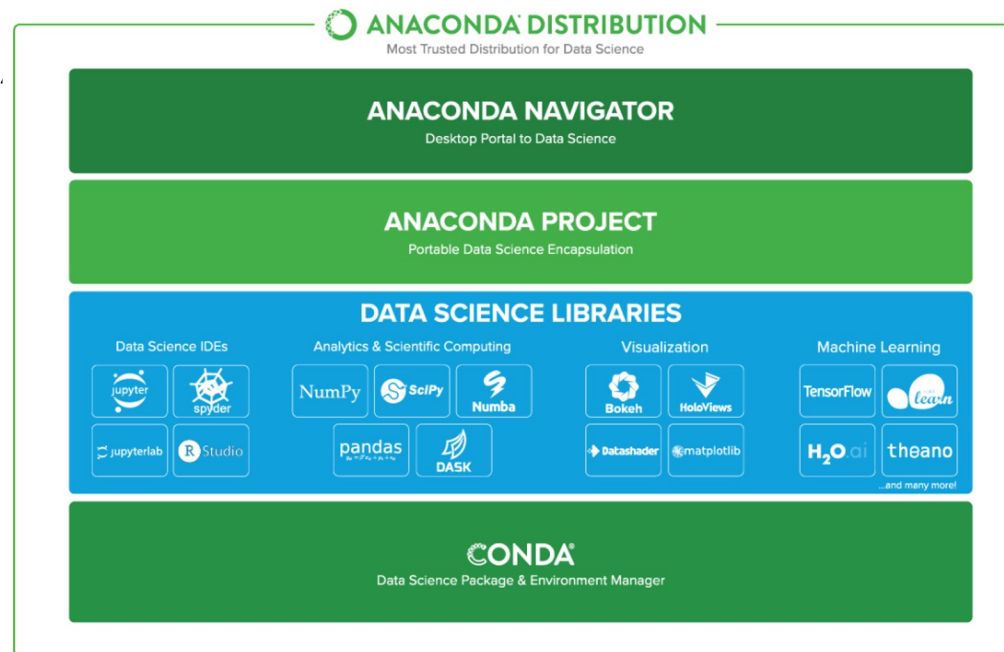 ANACONDA DISTRIBUTION
Most Trusted Distribution for Data Science
ANACONDA NAVIGATOR
Desktop Portal to Data Science
ANACONDA PROJECT
Portable Data Science Encapsulation
DATA SCIENCE LIBRARIES
Data Science IDEs
Analytics & Scientific Computing
Visualization
Machine Learning
jupyter
spyder
NumPy
SciPy
Numba
Bokeh
HoloViews
TensorFlow
learn
jupyterlab
R Studio
pandas
DASK
Datashader
matplotlib
H₂O.ai
theano
...and many more!
CONDA®
Data Science Package & Environment Manager